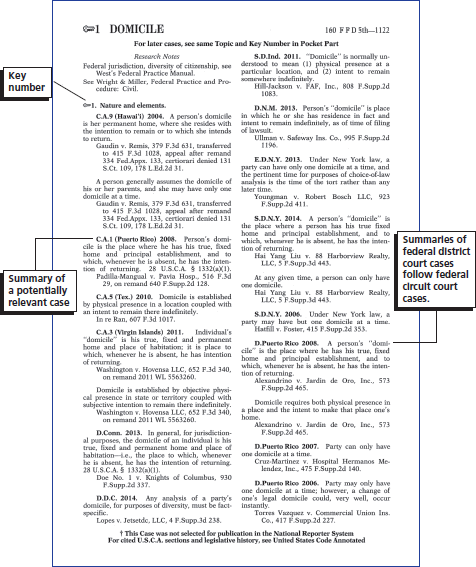 1 DOMICILE
160 F P D 5th—1122
For later cases, see same Topic and Key Number in Pocket Part
Research Notes
Federal jurisdiction, diversity of citizenship, see
West's Federal Practice Manual.
See Wright & Miller, Federal Practice and Pro-
cedure: Civil.
1. Nature and elements.
C.A.9 (Hawai'i) 2004. A person's domicile
is her permanent home, where she resides with
the intention to remain or to which she intends
to return.
Gaudin v. Remis, 379 F.3d 631, transferred
to 415 F.3d 1028, appeal after remand
334 Fed.Appx. 133, certiorari denied 131
S.Ct. 109, 178 L.Ed.2d 31.
A person generally assumes the domicile of
his or her parents, and she may have only one
domicile at a time.
Gaudin v. Remis, 379 F.3d 631, transferred
to 415 F.3d 1028, appeal after remand
334 Fed.Appx. 133, certiorari denied 131
S.Ct. 109, 178 L.Ed.2d 31.
C.A.1 (Puerto Rico) 2008. Person's domi-
cile is the place where he has his true, fixed
home and principal establishment, and to
which, whenever he is absent, he has the inten-
tion of returning. 28 U.S.C.A. § 1332(a)(1).
Padilla-Mangual v. Pavia Hosp., 516 F.3d
29, on remand 640 F.Supp.2d 128.
C.A.5 (Tex.) 2010. Domicile is established
by physical presence in a location coupled with
an intent to remain there indefinitely.
In re Ran, 607 F.3d 1017.
C.A.3 (Virgin Islands) 2011. Individual's
"domicile" is his true, fixed and permanent
home and place of habitation; it is place to
which, whenever he is absent, he has intention
of returning.
Washington v. Hovensa LLC, 652 F.3d 340,
on remand 2011 WL 5563260.
Domicile is established by objective physi-
cal presence in state or territory coupled with
subjective intention to remain there indefinitely.
Washington v. Hovensa LLC, 652 F.3d 340,
on remand 2011 WL 5563260.
D.Conn. 2013. In general, for jurisdiction-
al purposes, the domicile of an individual is his
true, fixed and permanent home and place of
habitation—i.e., the place to which, whenever
he is absent, he has the intention of returning.
28 U.S.C.A. § 1332(a)(1).
Doe No. 1 v. Knights of Columbus, 930
F.Supp.2d 337.
D.D.C. 2014. Any analysis of a party's
domicile, for purposes of diversity, must be fact-
specific.
Lopes v. Jetsetdc, LLC, 4 F.Supp.3d 238.
S.D.Ind. 2011. "Domicile" is normally un-
derstood to mean (1) physical presence at a
particular location, and (2) intent to remain
somewhere indefinitely.
Hill-Jackson v. FAF, Inc., 808 F.Supp.2d
1083.
D.N.M. 2013. Person's "domicile" is place
in which he or she has residence in fact and
intent to remain indefinitely, as of time of filing
of lawsuit.
Ullman v. Safeway Ins. Co., 995 F.Supp.2d
1196.
E.D.N.Y. 2013. Under New York law, a
party can have only one domicile at a time, and
the pertinent time for purposes of choice-of-law
analysis is the time of the tort rather than any
later time.
Youngman v. Robert Bosch LLC, 923
F.Supp.2d 411.
S.D.N.Y. 2014. A person's "domicile" is
the place where a person has his true fixed
home and principal establishment, and to
which, whenever he is absent, he has the inten-
tion of returning.
Hai Yang Liu v. 88 Harborview Realty,
LLC, 5 F.Supp.3d 443.
At any given time, a person can only have
one domicile.
Hai Yang Liu v. 88 Harborview Realty,
LLC, 5 F.Supp.3d 443.
S.D.N.Y. 2006. Under New York law, a
party may have but one domicile at a time.
Hatfill v. Foster, 415 F.Supp.2d 353.
D.Puerto Rico 2008. A person's "domi-
cile" is the place where he has his true, fixed
home and principal establishment, and to
which, whenever he is absent, he has the inten-
tion of returning.
Alexandrino v. Jardin de Oro, Inc., 573
F.Supp.2d 465.
Domicile requires both physical presence in
a place and the intent to make that place one's
home.
Alexandrino v. Jardin de Oro, Inc., 573
F.Supp.2d 465.
D.Puerto Rico 2007. Party can only have
one domicile at a time.
Cruz-Martinez v. Hospital Hermanos Me-
lendez, Inc., 475 F.Supp.2d 140.
D.Puerto Rico 2006. Party may only have
one domicile at a time; however, a change of
one's legal domicile could, very well, occur
instantly.
Torres Vazquez v. Commercial Union Ins.
Co., 417 F.Supp.2d 227.
† This Case was not selected for publication in the National Reporter System
For cited U.S.C.A. sections and legislative history, see United States Code Annotated
Key
number
Summary of
a potentially
relevant case
Summaries of
federal district
court cases
follow federal
circuit court
cases.